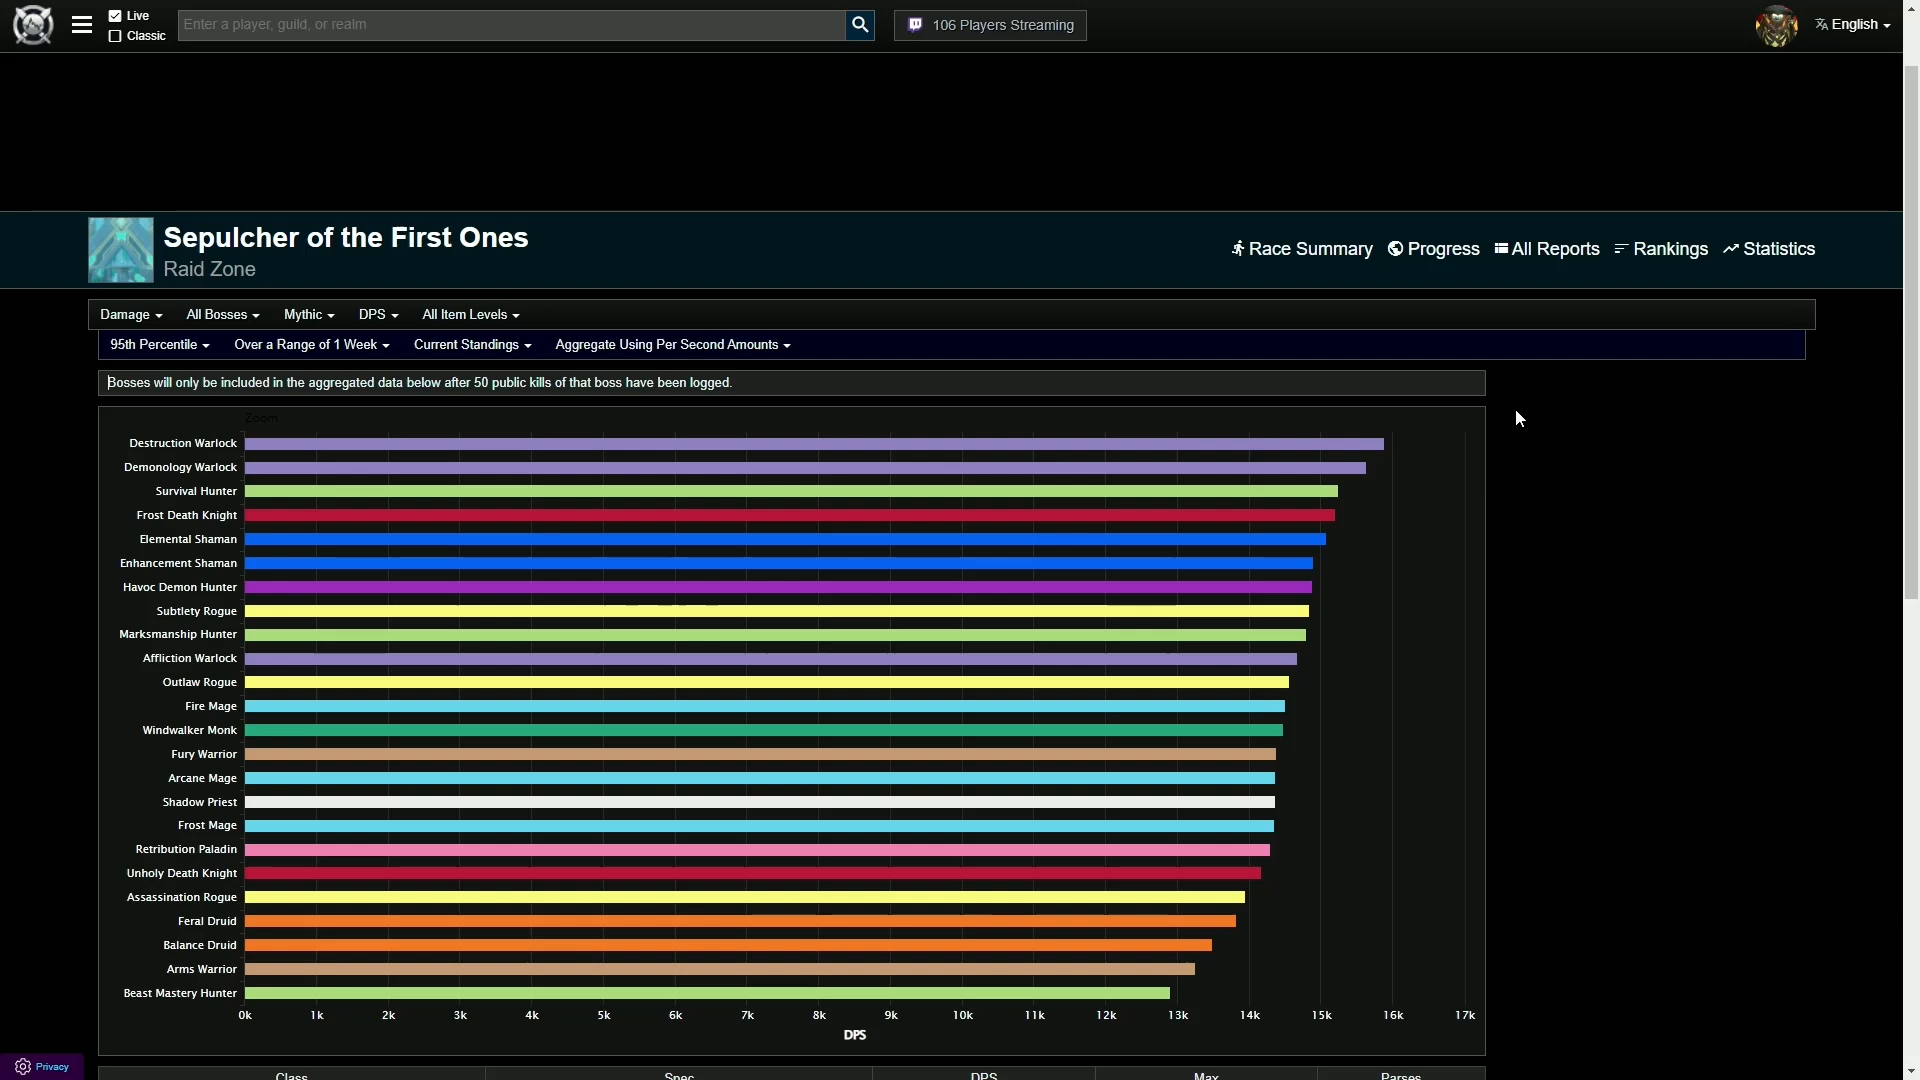 Live
Classic
Enter a player, guild, or realm
106 Players Streaming
English
Sepulcher of the First Ones
Raid Zone
Race Summary
Progress
All Reports
Rankings
Statistics
Damage
All Bosses
Mythic
DPS
All Item Levels
95th Percentile
Over a Range of 1 Week
Current Standings
Aggregate Using Per Second Amounts
Bosses will only be included in the aggregated data below after 50 public kills of that boss have been logged.
Zoom
Destruction Warlock
Demonology Warlock
Survival Hunter
Frost Death Knight
Elemental Shaman
Enhancement Shaman
Havoc Demon Hunter
Subtlety Rogue
Marksmanship Hunter
Affliction Warlock
Outlaw Rogue
Fire Mage
Windwalker Monk
Fury Warrior
Arcane Mage
Shadow Priest
Frost Mage
Retribution Paladin
Unholy Death Knight
Assassination Rogue
Feral Druid
Balance Druid
Arms Warrior
Beast Mastery Hunter
0k 1k 2k 3k 4k 5k 6k 7k 8k 9k 10k 11k 12k 13k 14k 15k 16k 17k
DPS
Privacy
Class Spec DPS Max Parses